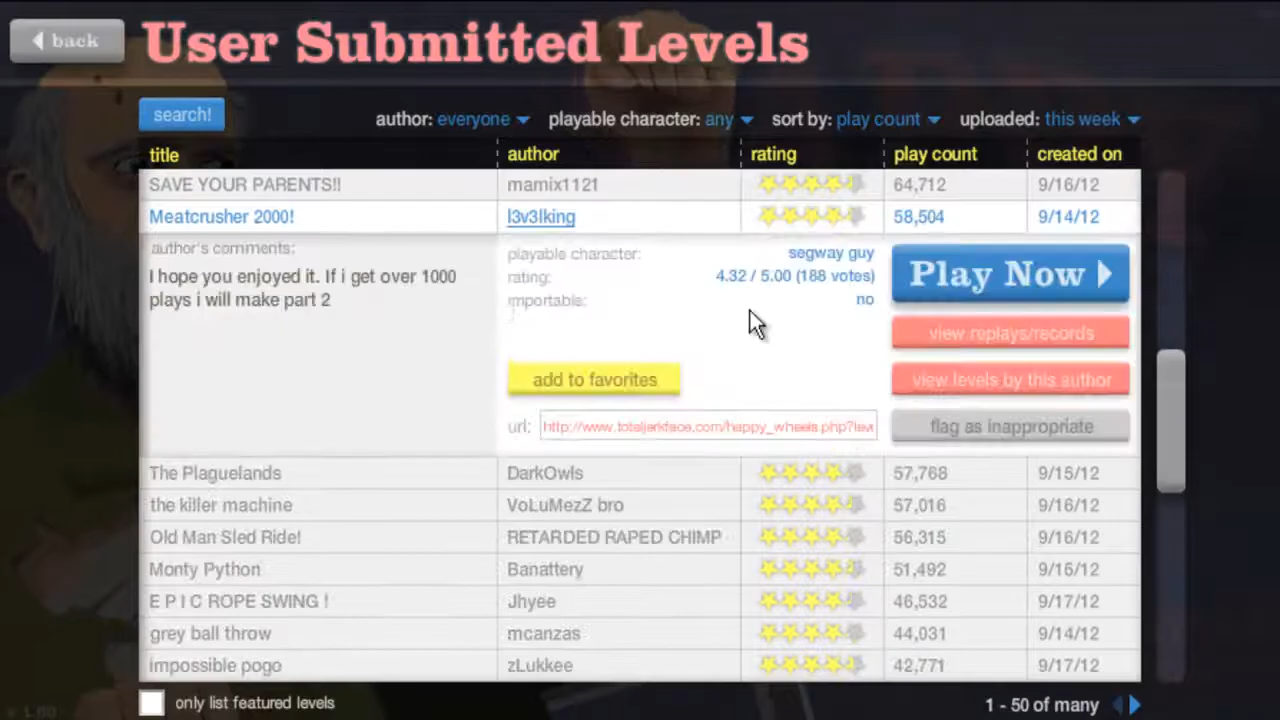 back
User Submitted Levels
search!
author: everyone playable character: any sort by: play count uploaded: this week
title author rating play count created on
SAVE YOUR PARENTS!! mamix1121 64,712 9/16/12
Meatcrusher 2000! l3v3lking 58,504 9/14/12
author's comments:
I hope you enjoyed it. If i get over 1000
plays i will make part 2
playable character: segway guy
rating: 4.32 / 5.00 (188 votes)
importable: no
add to favorites
url: http://www.totaljerkface.com/happy_wheels.php?lev
Play Now
view replays/records
view levels by this author
flag as inappropriate
The Plaguelands DarkOwls 57,768 9/15/12
the killer machine VoLuMezZ bro 57,016 9/16/12
Old Man Sled Ride! RETARDED RAPED CHIMP 56,315 9/16/12
Monty Python Banattery 51,492 9/16/12
E P I C ROPE SWING ! Jhyee 46,532 9/17/12
grey ball throw mcanzas 44,031 9/14/12
impossible pogo zLukkee 42,771 9/17/12
only list featured levels
1 - 50 of many